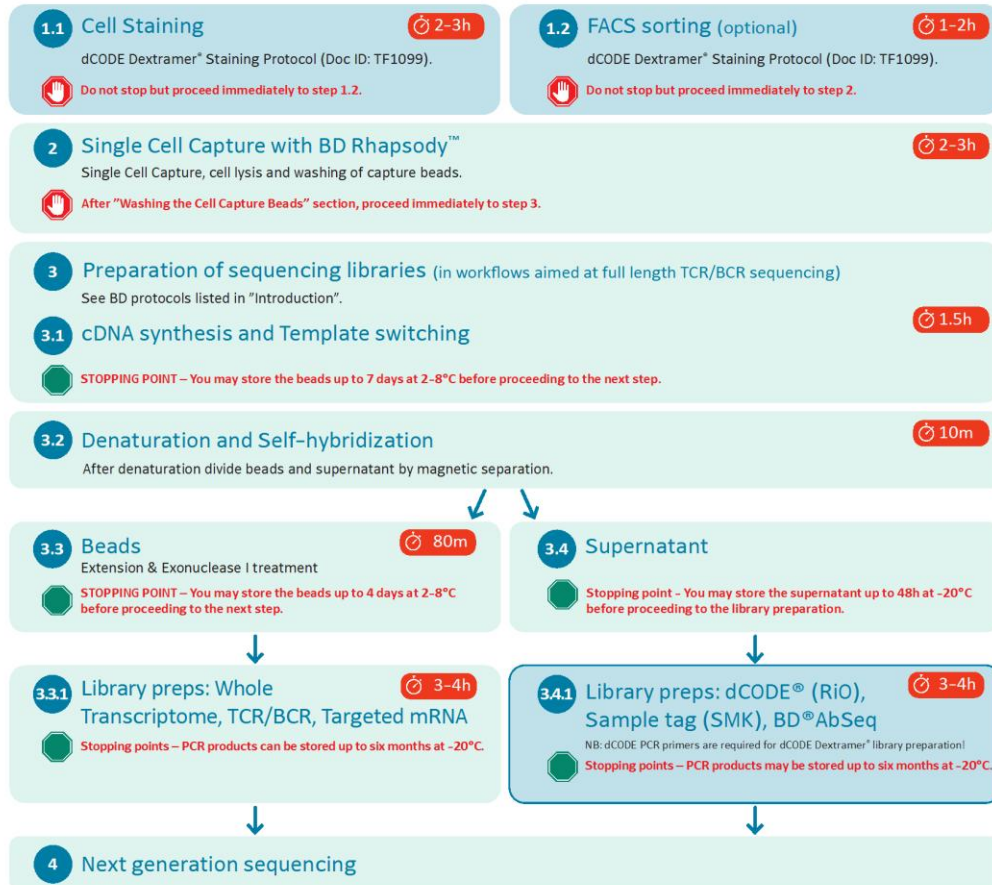 1.1 Cell Staining
2–3h
dCODE Dextramer® Staining Protocol (Doc ID: TF1099).
Do not stop but proceed immediately to step 1.2.
1.2 FACS sorting (optional)
1–2h
dCODE Dextramer® Staining Protocol (Doc ID: TF1099).
Do not stop but proceed immediately to step 2.
2 Single Cell Capture with BD Rhapsody™
2–3h
Single Cell Capture, cell lysis and washing of capture beads.
After ”Washing the Cell Capture Beads” section, proceed immediately to step 3.
3 Preparation of sequencing libraries (in workflows aimed at full length TCR/BCR sequencing)
See BD protocols listed in ”Introduction”.
3.1 cDNA synthesis and Template switching
1.5h
STOPPING POINT – You may store the beads up to 7 days at 2–8°C before proceeding to the next step.
3.2 Denaturation and Self-hybridization
10m
After denaturation divide beads and supernatant by magnetic separation.
3.3 Beads
80m
Extension & Exonuclease I treatment
STOPPING POINT – You may store the beads up to 4 days at 2–8°C
before proceeding to the next step.
3.4 Supernatant
Stopping point - You may store the supernatant up to 48h at -20°C
before proceeding to the library preparation.
3.3.1 Library preps: Whole
3–4h
Transcriptome, TCR/BCR, Targeted mRNA
Stopping points – PCR products can be stored up to six months at -20°C.
3.4.1 Library preps: dCODE® (RiO),
3–4h
Sample tag (SMK), BD®AbSeq
NB: dCODE PCR primers are required for dCODE Dextramer® library preparation!
Stopping points – PCR products may be stored up to six months at -20°C.
4 Next generation sequencing